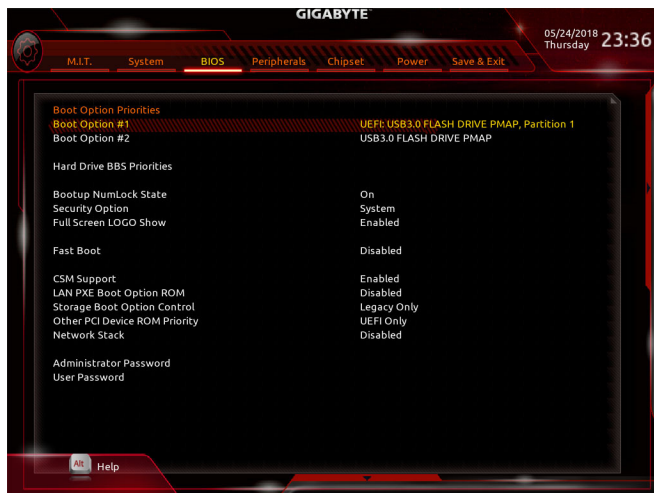 GIGABYTE™
05/24/2018 23:36
Thursday
M.I.T. System BIOS Peripherals Chipset Power Save & Exit
Boot Option Priorities
Boot Option #1 UEFI: USB3.0 FLASH DRIVE PMAP, Partition 1
Boot Option #2 USB3.0 FLASH DRIVE PMAP
Hard Drive BBS Priorities
Bootup NumLock State On
Security Option System
Full Screen LOGO Show Enabled
Fast Boot Disabled
CSM Support Enabled
LAN PXE Boot Option ROM Disabled
Storage Boot Option Control Legacy Only
Other PCI Device ROM Priority UEFI Only
Network Stack Disabled
Administrator Password
User Password
Alt Help